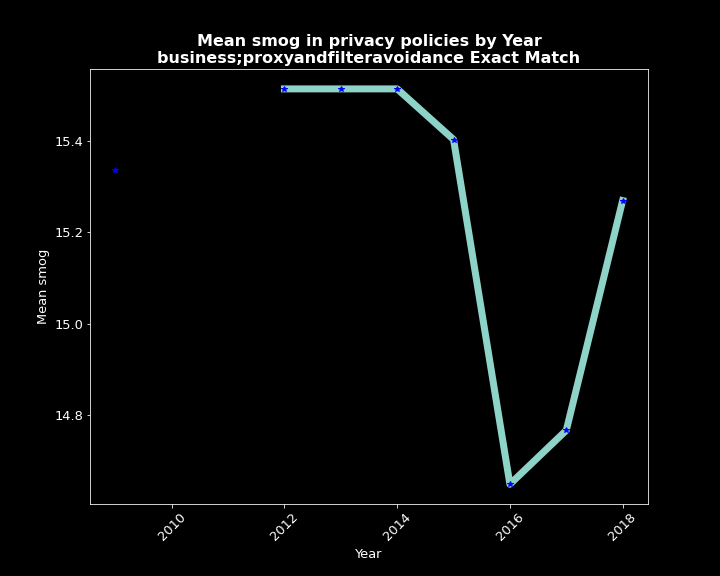 Mean smog in privacy policies by Year
business;proxyandfilteravoidance Exact Match
15.4
15.2
15.0
14.8
Mean smog
2010
2012
2014
2016
2018
Year